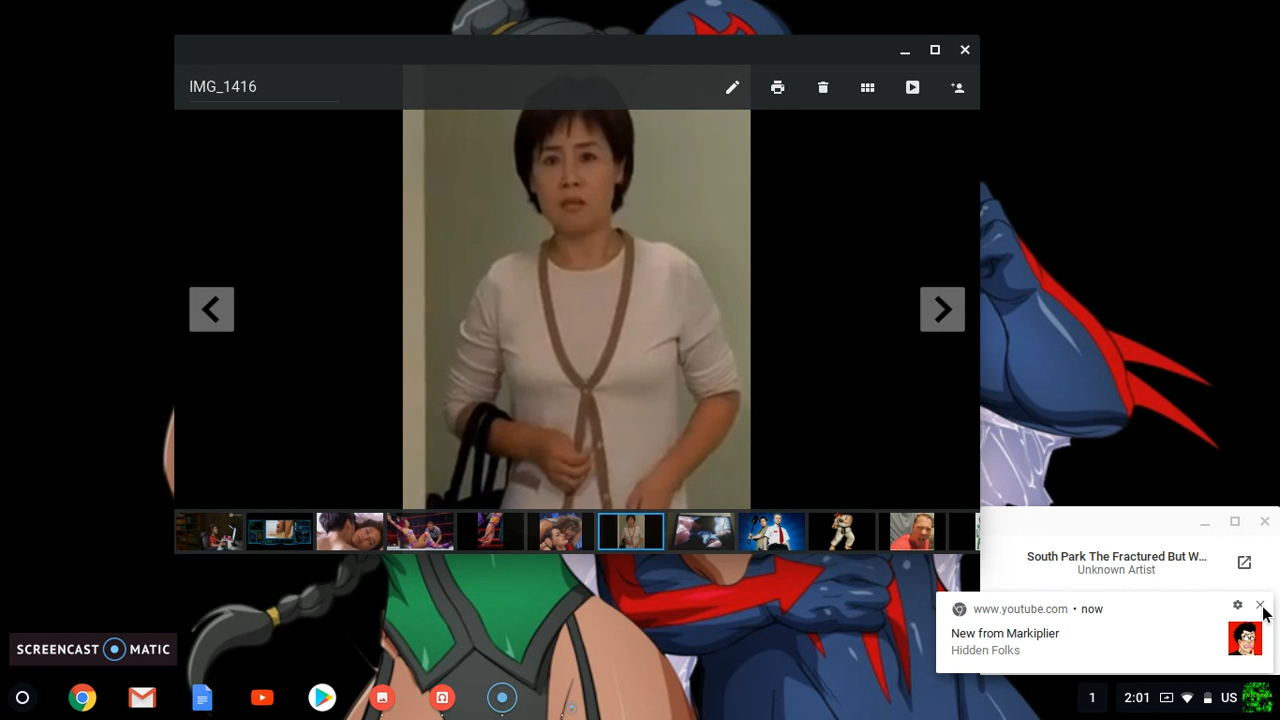 IMG_1416
South Park The Fractured But W...
Unknown Artist
www.youtube.com • now
New from Markiplier
Hidden Folks
SCREENCAST MATIC
1
2:01
US